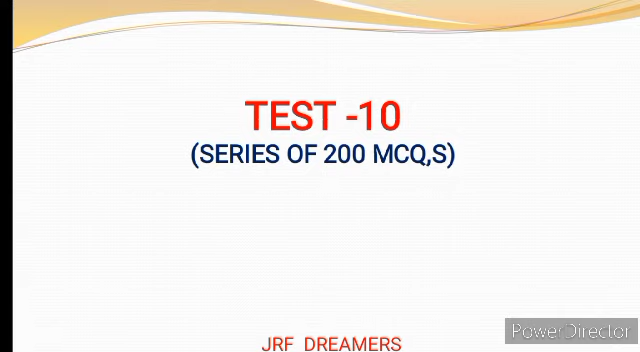 TEST -10
(SERIES OF 200 MCQ,S)
JRF DREAMERS
PowerDirector